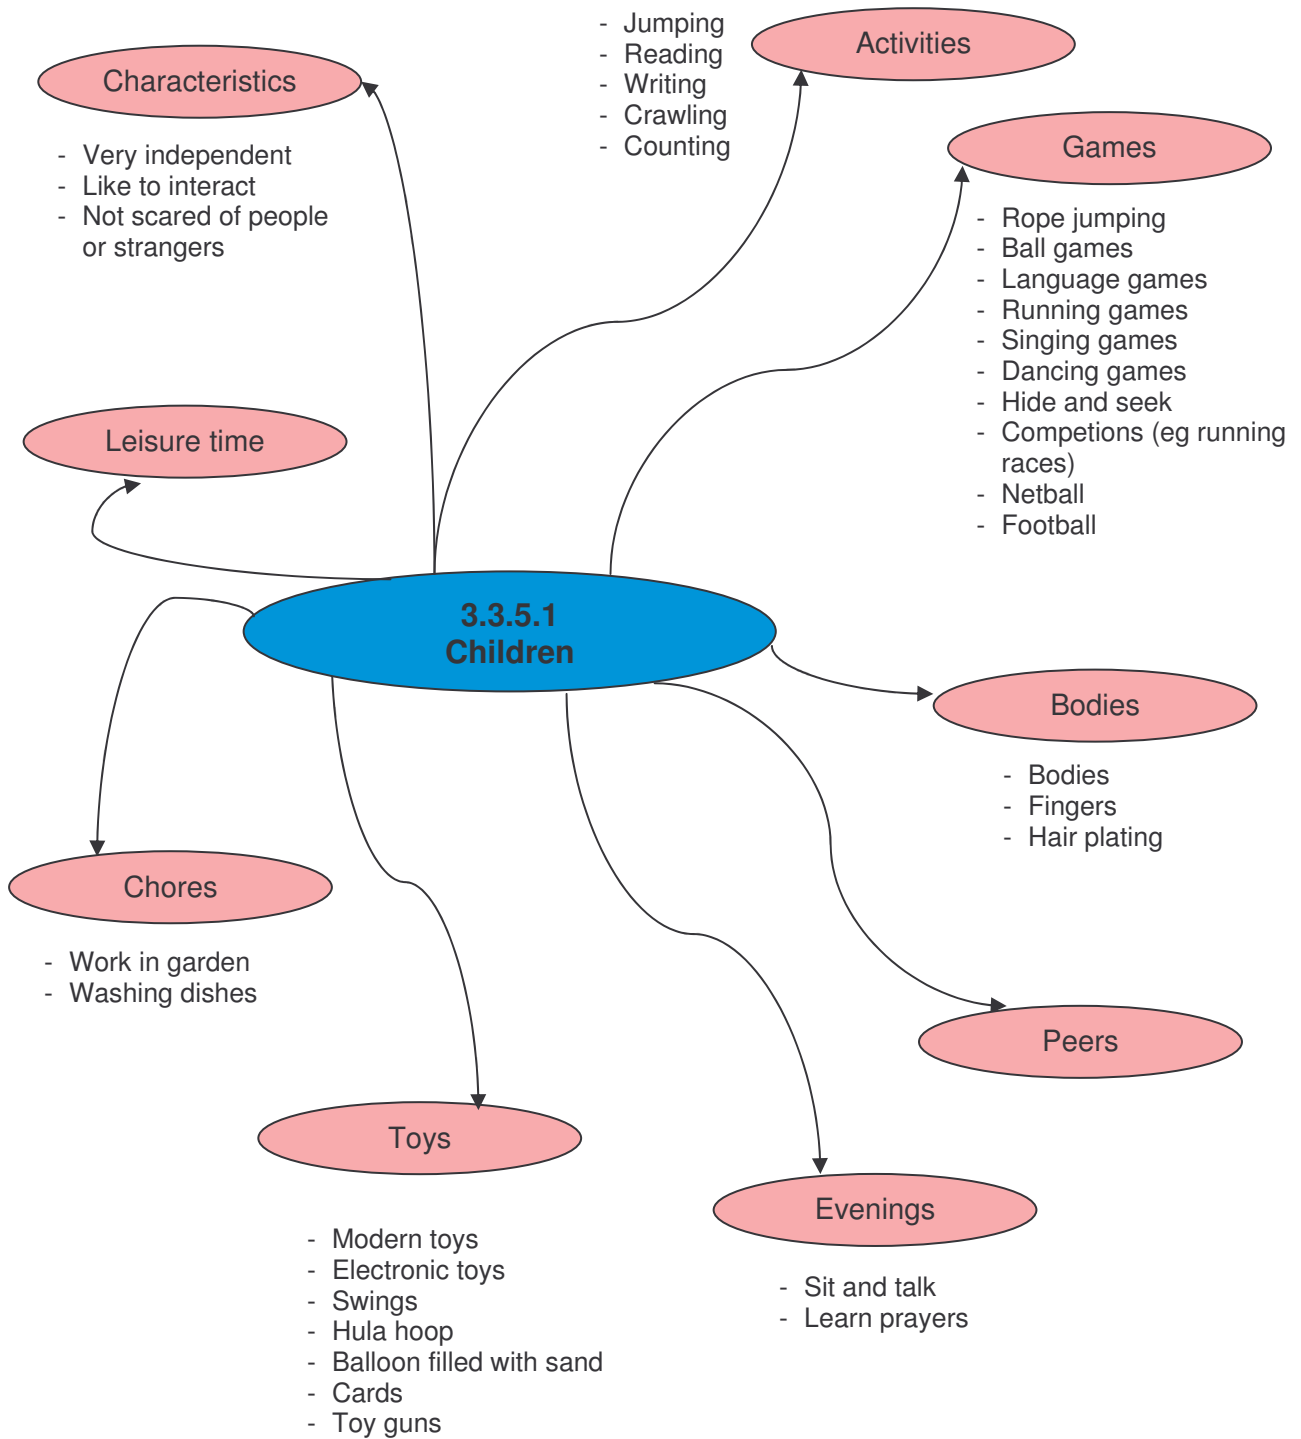 Characteristics
- Very independent
- Like to interact
- Not scared of people
or strangers
- Jumping
- Reading
- Writing
- Crawling
- Counting
Activities
Games
- Rope jumping
- Ball games
- Language games
- Running games
- Singing games
- Dancing games
- Hide and seek
- Competions (eg running
races)
- Netball
- Football
Leisure time
3.3.5.1
Children
Bodies
- Bodies
- Fingers
- Hair plating
Chores
- Work in garden
- Washing dishes
Peers
Toys
- Modern toys
- Electronic toys
- Swings
- Hula hoop
- Balloon filled with sand
- Cards
- Toy guns
Evenings
- Sit and talk
- Learn prayers